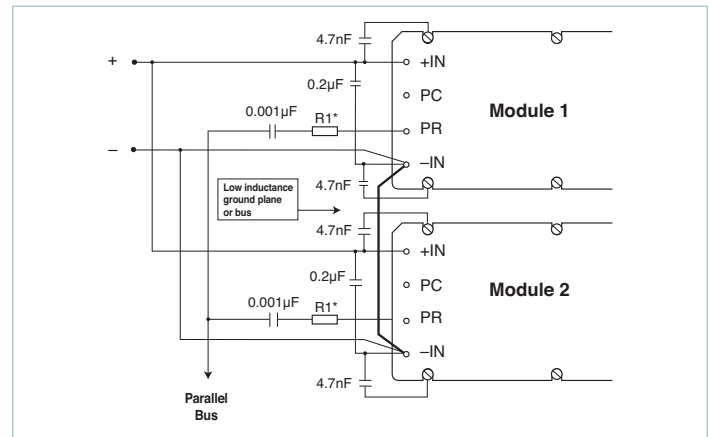 4.7nF
+
+IN
0.2µF
PC
Module 1
0.001µF
R1*
PR
–
–IN
4.7nF
Low inductance
ground plane
or bus
4.7nF
+IN
0.2µF
PC
Module 2
0.001µF
R1*
PR
–IN
4.7nF
Parallel
Bus